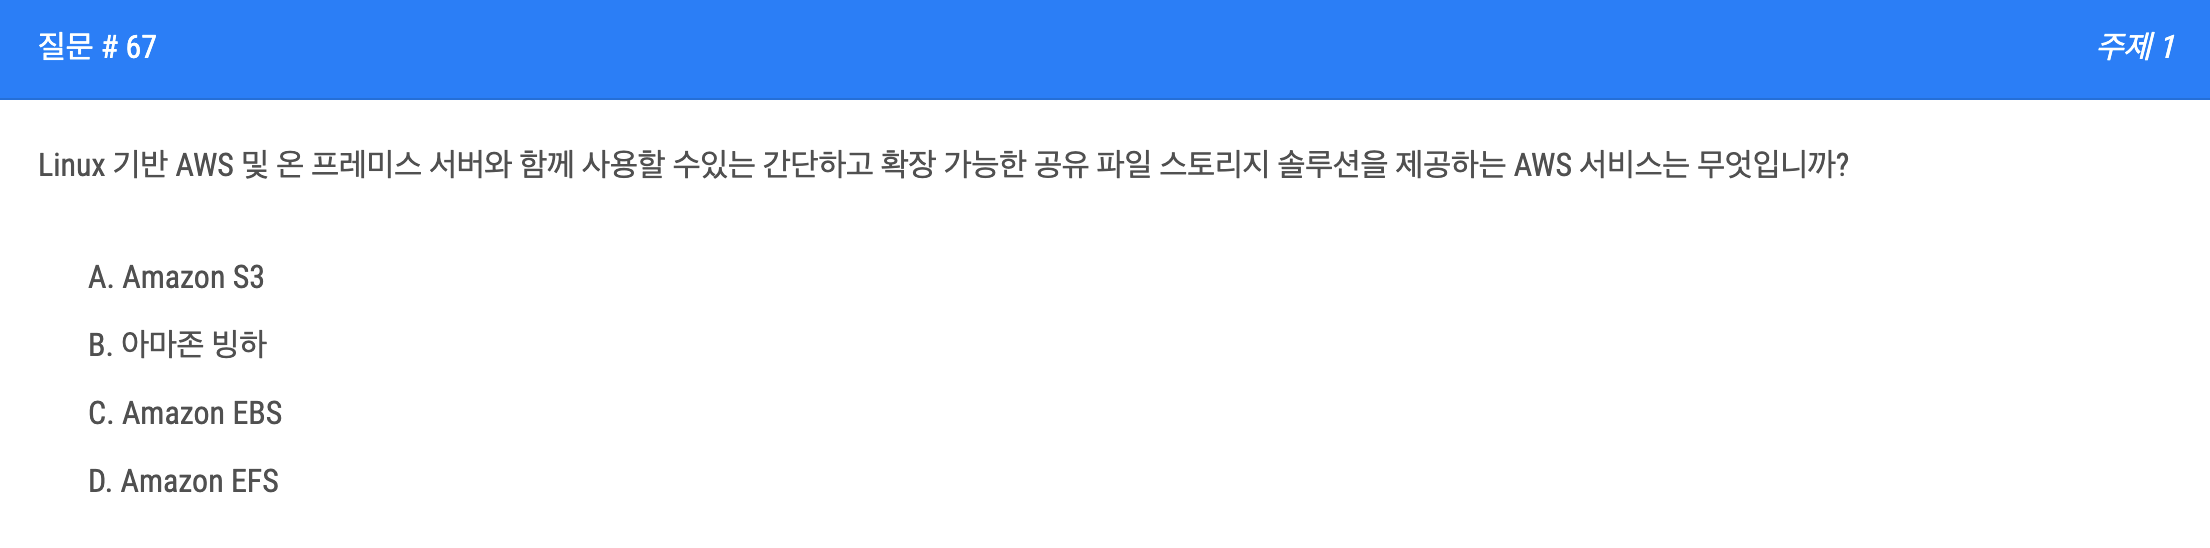 질문 # 67
주제 1
Linux 기반 AWS 및 온 프레미스 서버와 함께 사용할 수있는 간단하고 확장 가능한 공유 파일 스토리지 솔루션을 제공하는 AWS 서비스는 무엇입니까?
A. Amazon S3
B. 아마존 빙하
C. Amazon EBS
D. Amazon EFS